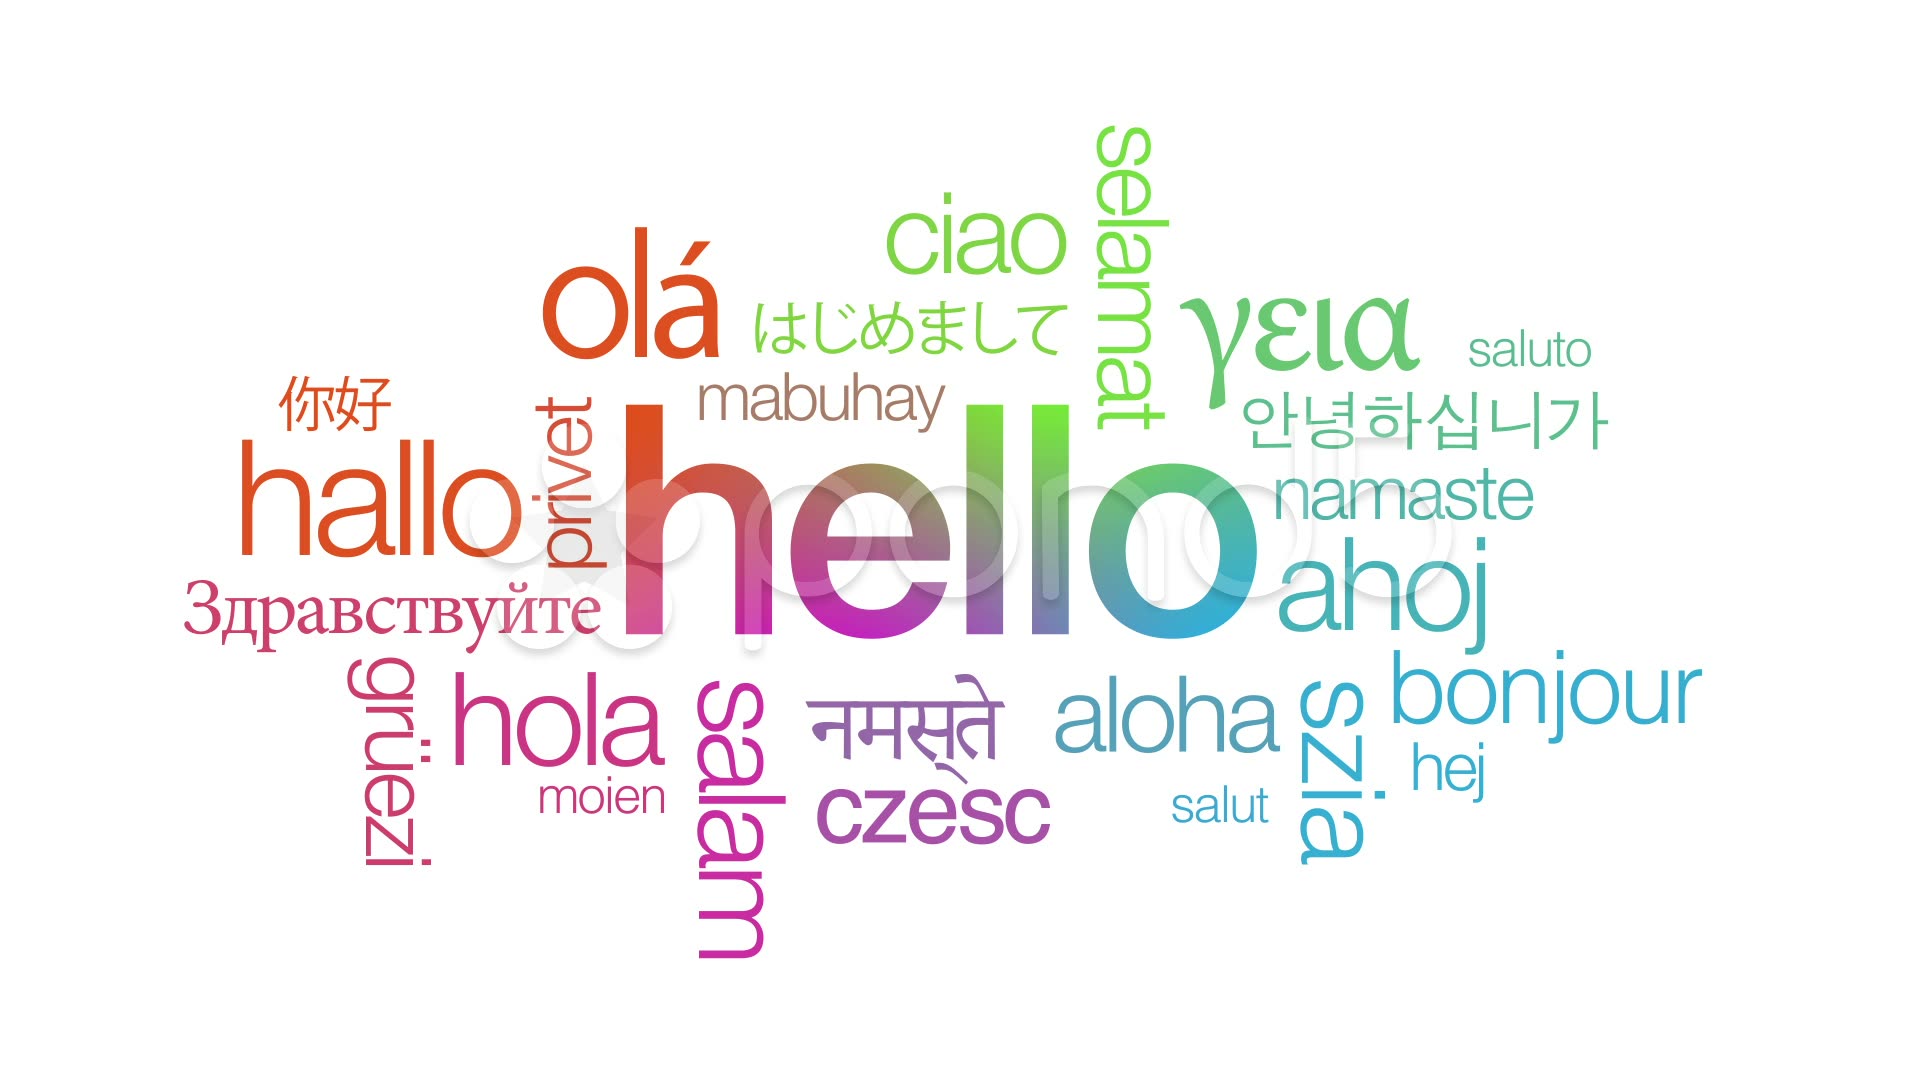 selamat
ciao
olá
はじめまして
γεια
saluto
你好
mabuhay
privet
안녕하십니까
hallo
hello
namaste
Здравствуйте
ahoj
grüezi
hola
salam
नमस्ते
aloha
szia
bonjour
hej
moien
czesc
salut
pond5